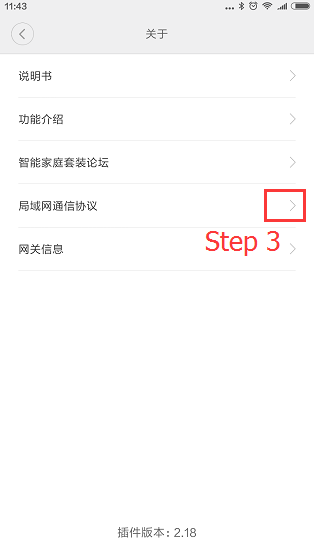 11:43
关于
说明书
功能介绍
智能家庭套装论坛
局域网通信协议
Step 3
网关信息
插件版本：2.18